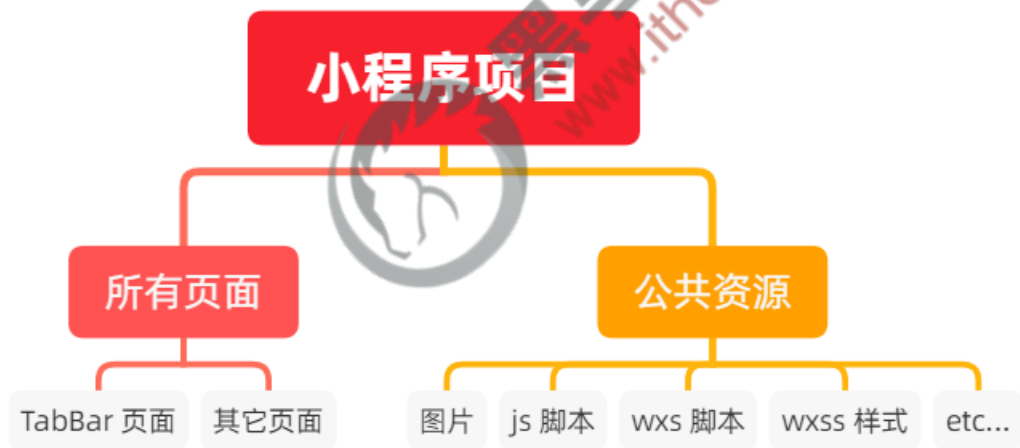 小程序项目
所有页面
公共资源
TabBar 页面
其它页面
图片
js 脚本
wxs 脚本
wxss 样式
etc...